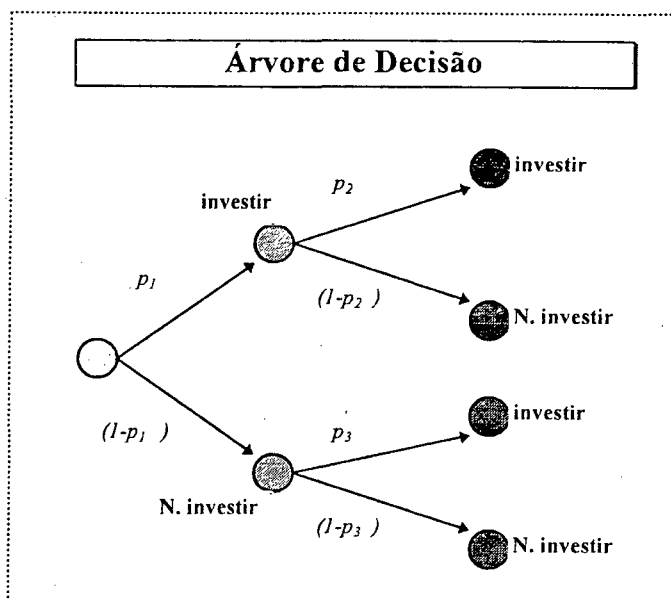 Árvore de Decisão
investir
p2
investir
p1
(1-p2 )
N. investir
(1-p1 )
p3
investir
N. investir
(1-p3 )
N. investir